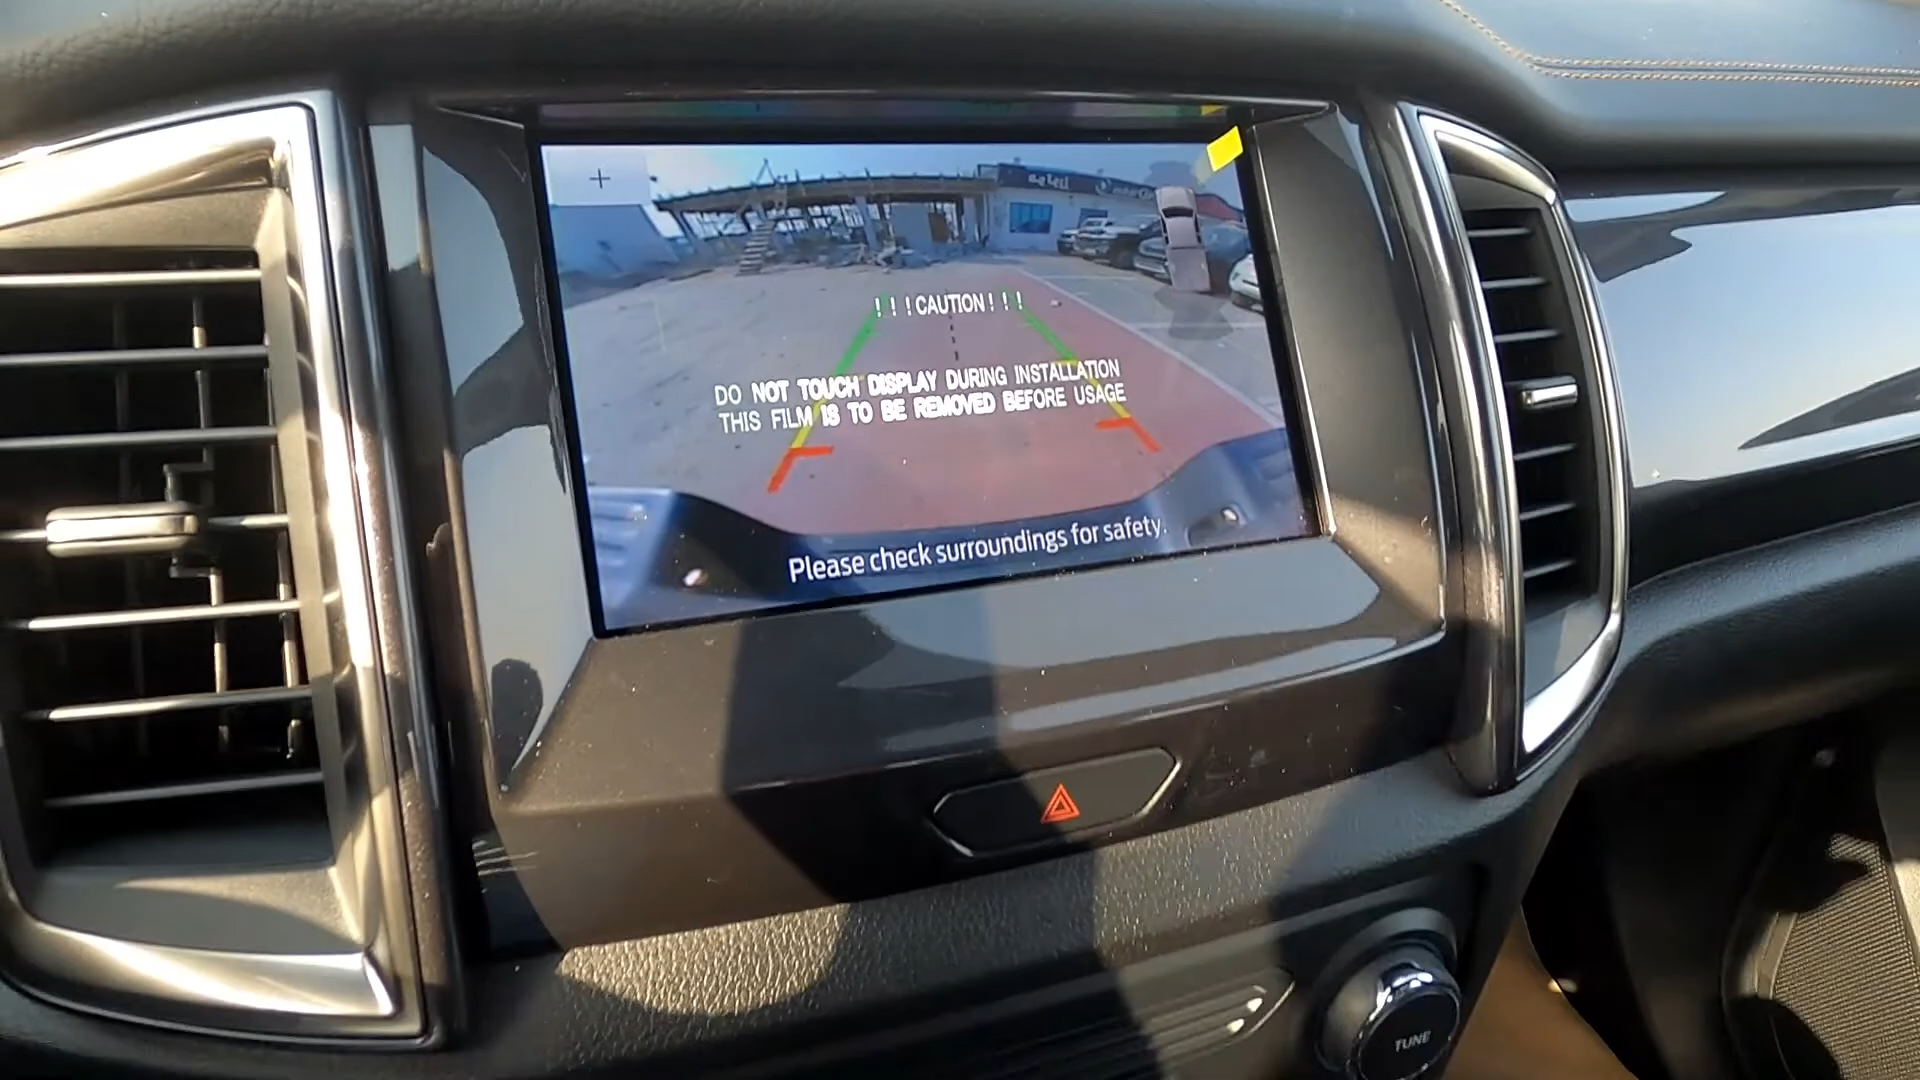 ! ! ! CAUTION ! ! !
DO NOT TOUCH DISPLAY DURING INSTALLATION
THIS FILM IS TO BE REMOVED BEFORE USAGE
Please check surroundings for safety.
TUNE